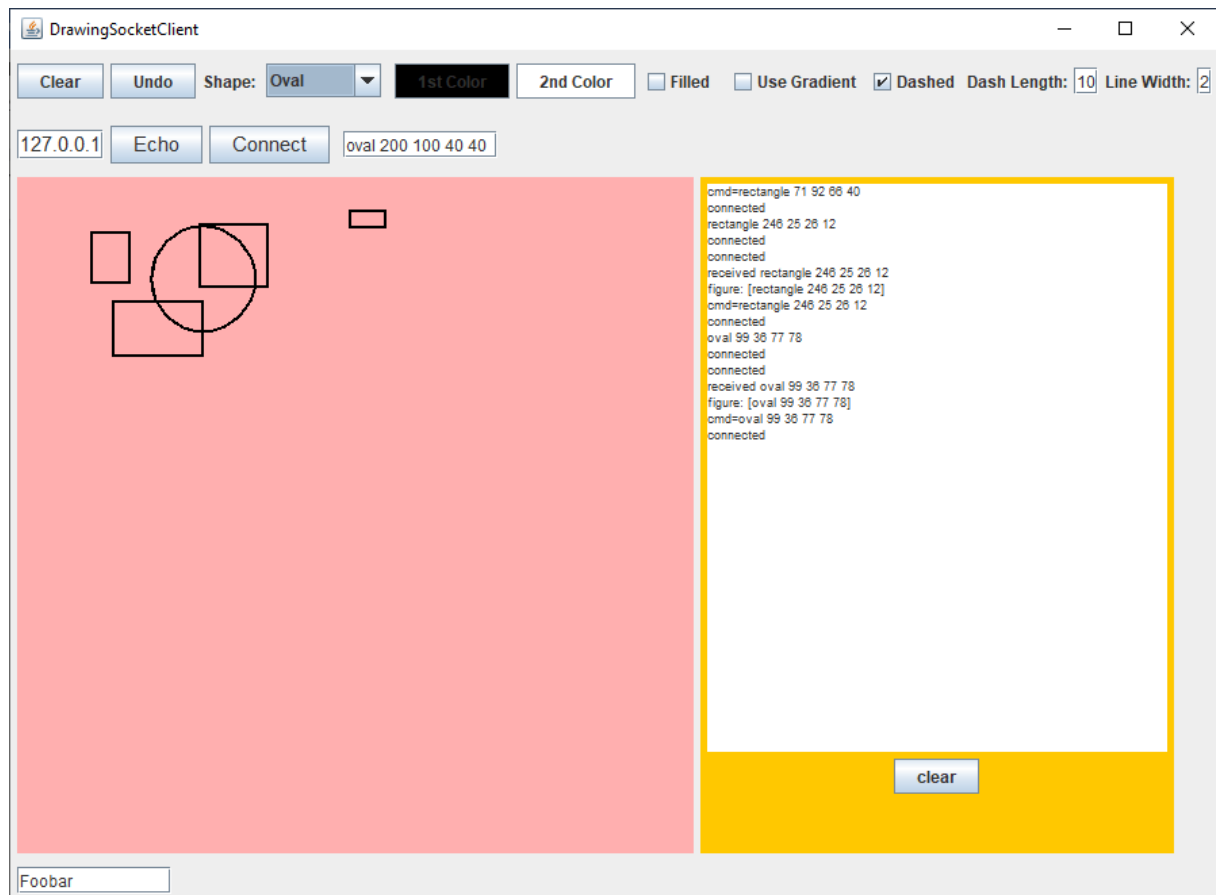 DrawingSocketClient
Clear Undo Shape: Oval 1st Color 2nd Color Filled Use Gradient Dashed Dash Length: 10 Line Width: 2
127.0.0.1 Echo Connect oval 200 100 40 40
cmd=rectangle 71 92 66 40
connected
rectangle 246 25 26 12
connected
connected
received rectangle 246 25 26 12
figure: [rectangle 246 25 26 12]
cmd=rectangle 246 25 26 12
connected
oval 99 36 77 78
connected
connected
received oval 99 36 77 78
figure: [oval 99 36 77 78]
cmd=oval 99 36 77 78
connected
clear
Foobar